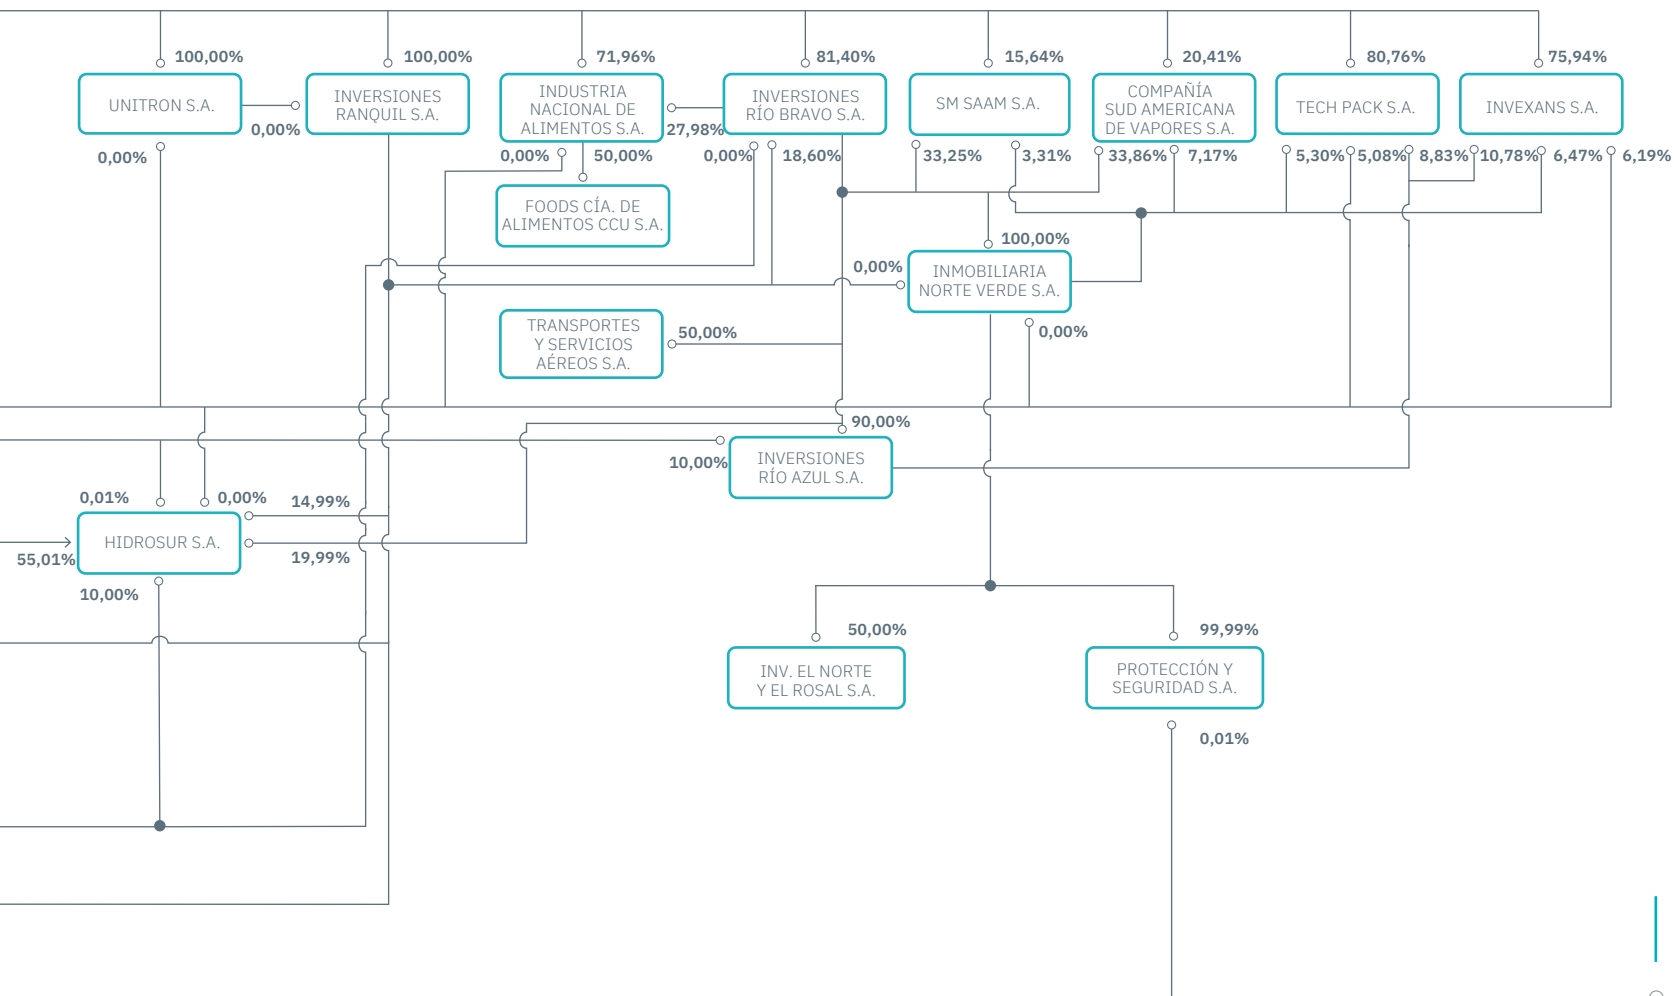 100,00%
100,00%
71,96%
81,40%
15,64%
20,41%
80,76%
75,94%
UNITRON S.A.
INVERSIONES
RANQUIL S.A.
INDUSTRIA
NACIONAL DE
ALIMENTOS S.A.
INVERSIONES
RÍO BRAVO S.A.
SM SAAM S.A.
COMPAÑÍA
SUD AMERICANA
DE VAPORES S.A.
TECH PACK S.A.
INVEXANS S.A.
0,00%
27,98%
0,00%
0,00%
50,00%
0,00%
18,60%
33,25%
3,31%
33,86%
7,17%
5,30%
5,08%
8,83%
10,78%
6,47%
6,19%
FOODS CÍA. DE
ALIMENTOS CCU S.A.
100,00%
0,00%
INMOBILIARIA
NORTE VERDE S.A.
TRANSPORTES
Y SERVICIOS
AÉREOS S.A.
50,00%
0,00%
90,00%
10,00%
INVERSIONES
RÍO AZUL S.A.
0,01%
0,00%
14,99%
HIDROSUR S.A.
55,01%
19,99%
10,00%
50,00%
99,99%
INV. EL NORTE
Y EL ROSAL S.A.
PROTECCIÓN Y
SEGURIDAD S.A.
0,01%